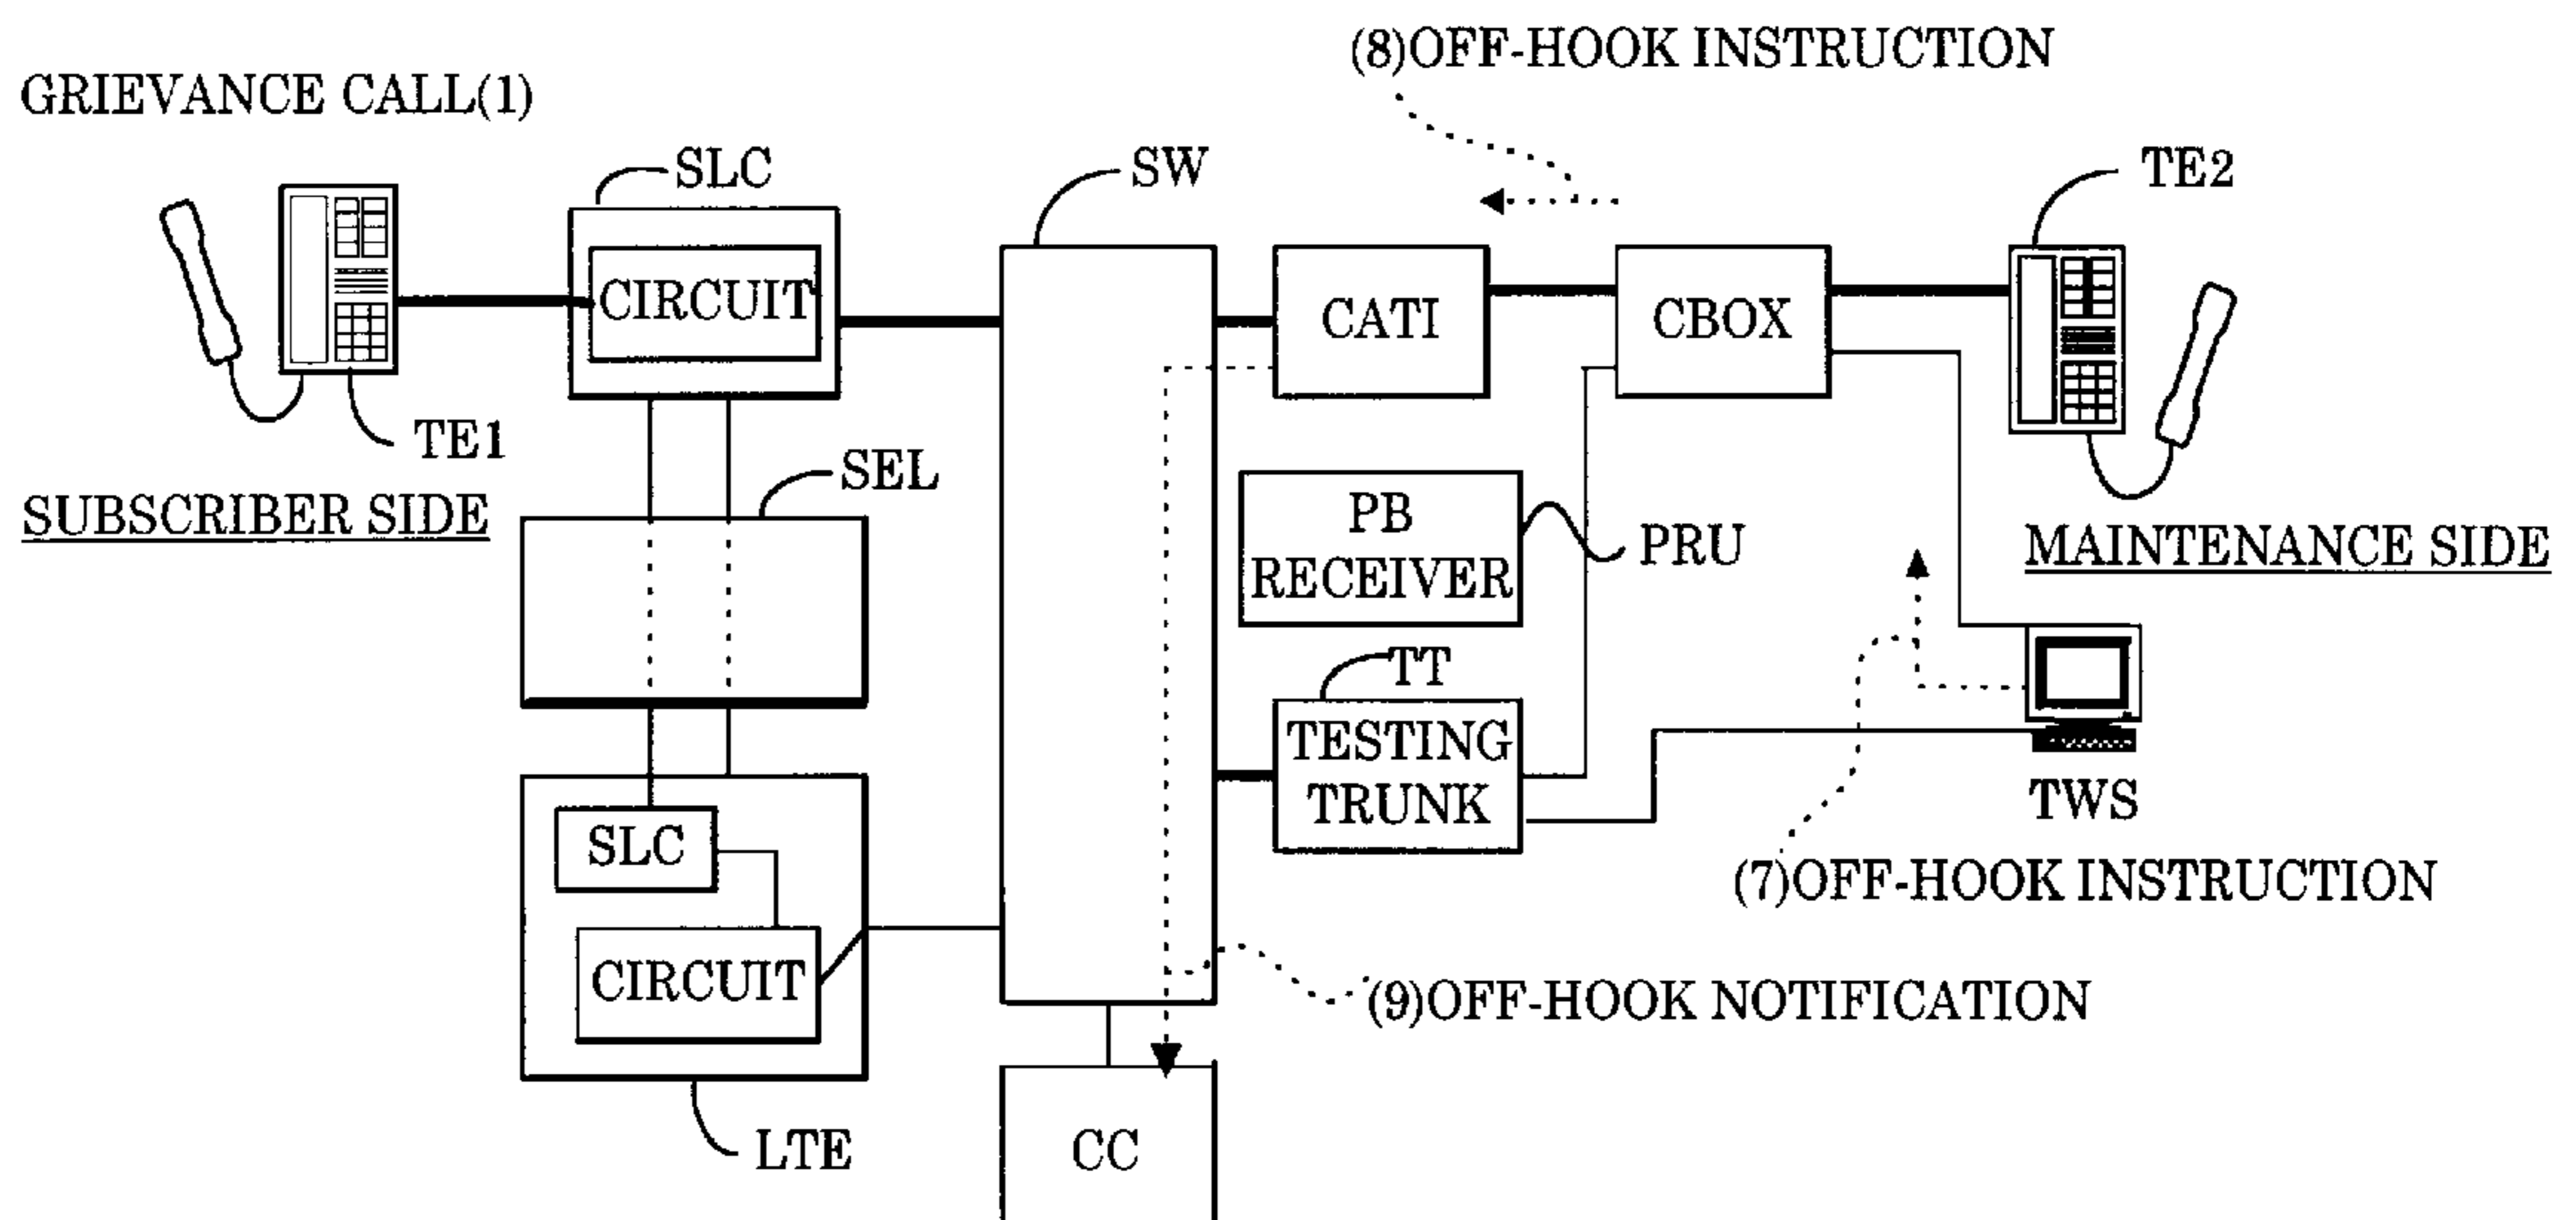 (8)OFF-HOOK INSTRUCTION
GRIEVANCE CALL(1)
SLC
SW
TE2
CIRCUIT
CATI
CBOX
TE1
SEL
SUBSCRIBER SIDE
PB
RECEIVER
PRU
MAINTENANCE SIDE
TT
TESTING
TRUNK
TWS
SLC
(7)OFF-HOOK INSTRUCTION
CIRCUIT
(9)OFF-HOOK NOTIFICATION
LTE
CC